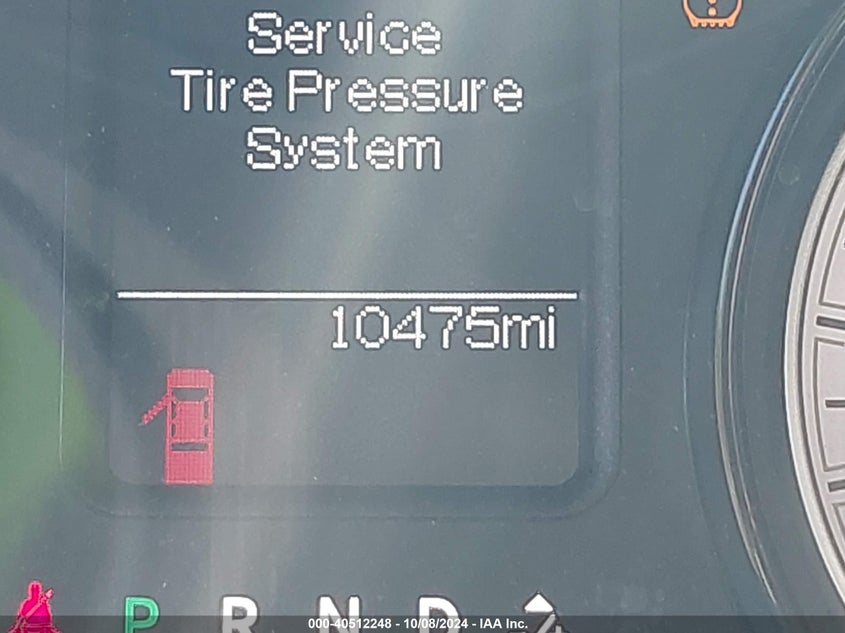 Service
Tire Pressure
System
10475mi
P R N D
000-40512248 - 10/08/2024 - IAA Inc.